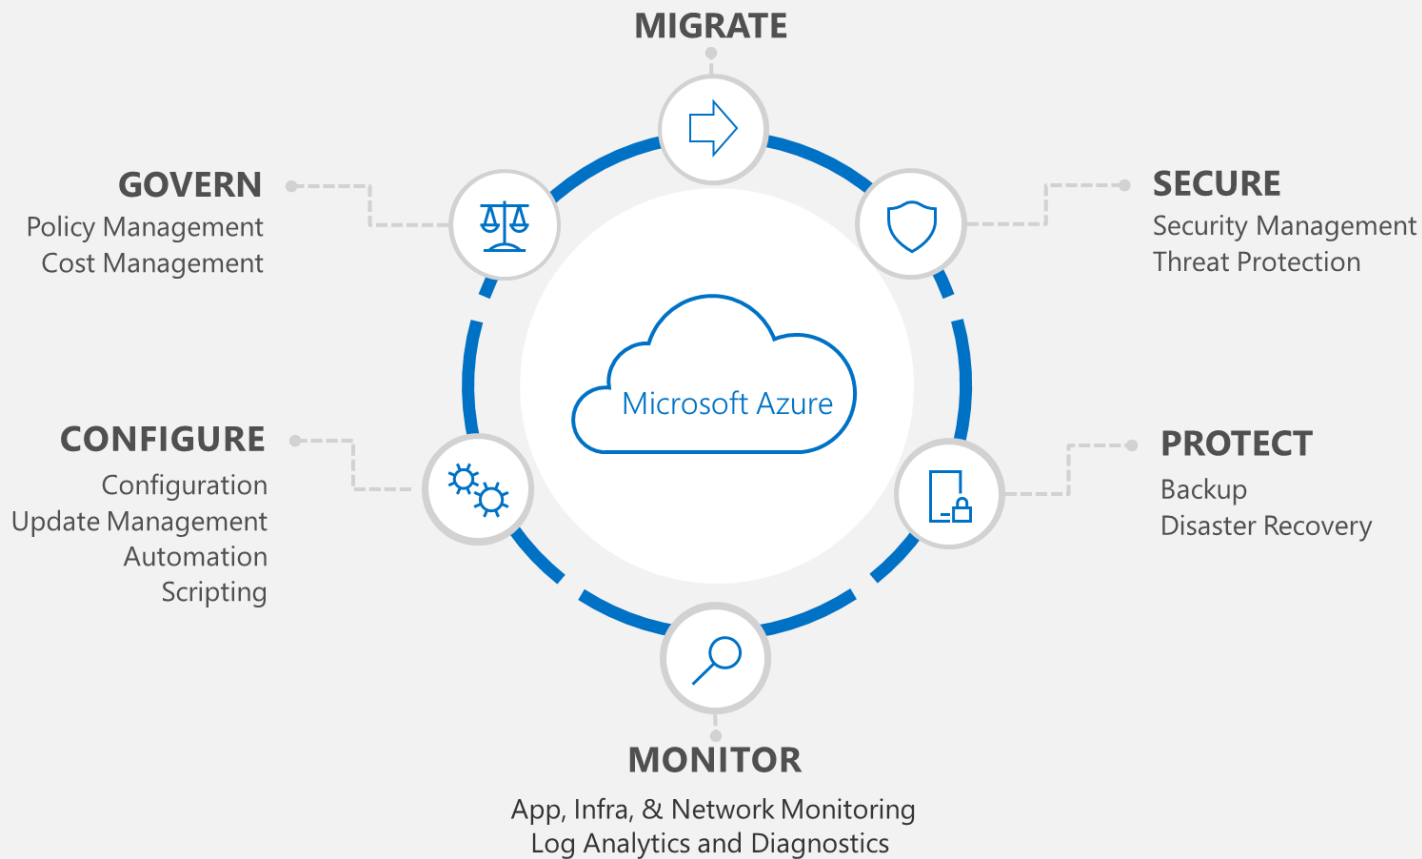 MIGRATE
GOVERN
Policy Management
Cost Management
SECURE
Security Management
Threat Protection
Microsoft Azure
CONFIGURE
Configuration
Update Management
Automation
Scripting
PROTECT
Backup
Disaster Recovery
MONITOR
App, Infra, & Network Monitoring
Log Analytics and Diagnostics